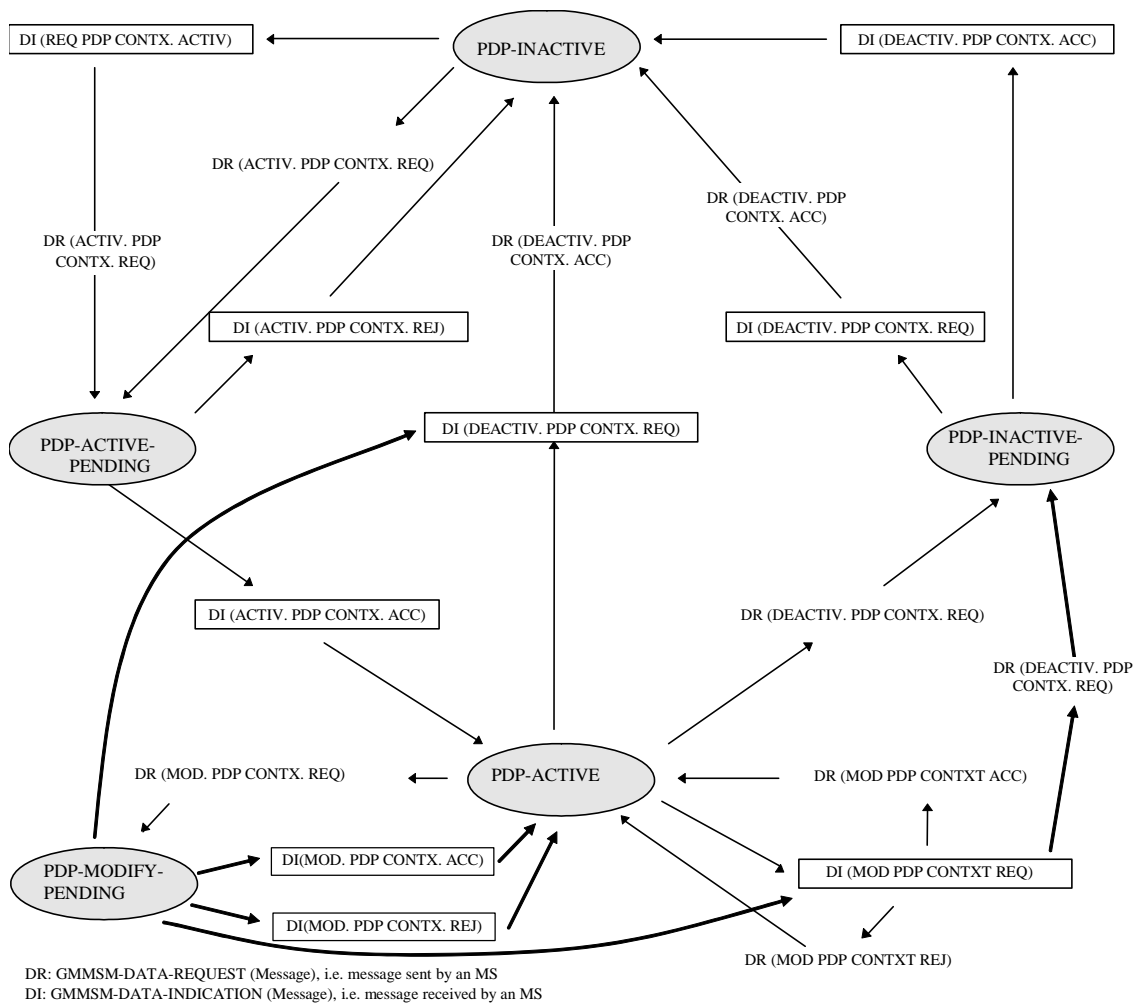 DI (REQ PDP CONTX. ACTIV)
PDP-INACTIVE
DI (DEACTIV. PDP CONTX. ACC)
DR (ACTIV. PDP CONTX. REQ)
DR (DEACTIV. PDP
CONTX. ACC)
DR (ACTIV. PDP
CONTX. REQ)
DR (DEACTIV. PDP
CONTX. ACC)
DI (ACTIV. PDP CONTX. REJ)
DI (DEACTIV. PDP CONTX. REQ)
PDP-ACTIVE-
PENDING
DI (DEACTIV. PDP CONTX. REQ)
PDP-INACTIVE-
PENDING
DI (ACTIV. PDP CONTX. ACC)
DR (DEACTIV. PDP CONTX. REQ)
DR (DEACTIV. PDP
CONTX. REQ)
DR (MOD. PDP CONTX. REQ)
PDP-ACTIVE
DR (MOD PDP CONTXT ACC)
PDP-MODIFY-
PENDING
DI(MOD. PDP CONTX. ACC)
DI (MOD PDP CONTXT REQ)
DI(MOD. PDP CONTX. REJ)
DR (MOD PDP CONTXT REJ)
DR: GMMSM-DATA-REQUEST (Message), i.e. message sent by an MS
DI: GMMSM-DATA-INDICATION (Message), i.e. message received by an MS